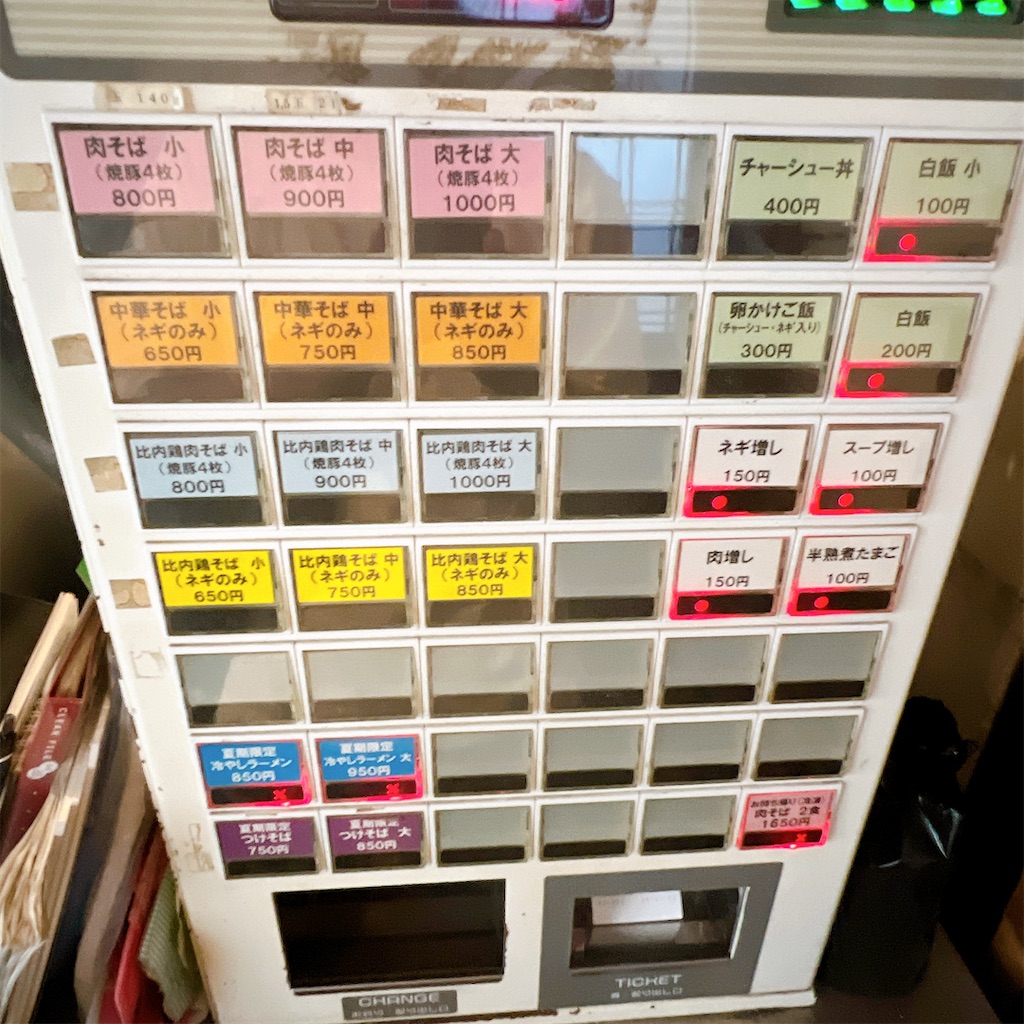 140
15E 21
肉そば 小
（焼豚4枚）
800円
肉そば 中
（焼豚4枚）
900円
肉そば 大
（焼豚4枚）
1000円
チャーシュー丼
400円
白飯 小
100円
中華そば 小
（ネギのみ）
650円
中華そば 中
（ネギのみ）
750円
中華そば 大
（ネギのみ）
850円
卵かけご飯
（チャーシュー・ネギ入り）
300円
白飯
200円
比内鶏肉そば 小
（焼豚4枚）
800円
比内鶏肉そば 中
（焼豚4枚）
900円
比内鶏肉そば 大
（焼豚4枚）
1000円
ネギ増し
150円
スープ増し
100円
比内鶏そば 小
（ネギのみ）
650円
比内鶏そば 中
（ネギのみ）
750円
比内鶏そば 大
（ネギのみ）
850円
肉増し
150円
半熟煮たまご
100円
夏期限定
冷やしラーメン
850円
夏期限定
冷やしラーメン 大
950円
夏期限定
つけそば
750円
夏期限定
つけそば 大
850円
お持ち帰り（冷凍）
肉そば 2食
1650円
CHANGE
TICKET
CLEAR FILE